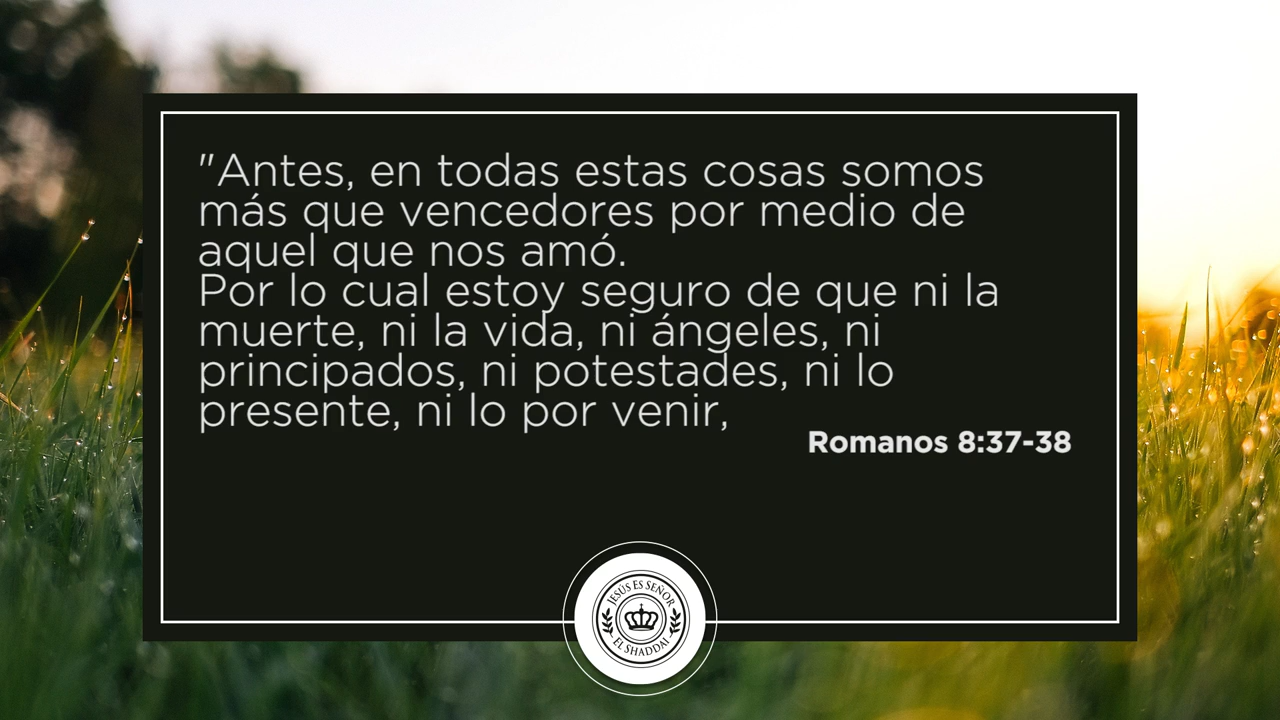 "Antes, en todas estas cosas somos
más que vencedores por medio de
aquel que nos amó.
Por lo cual estoy seguro de que ni la
muerte, ni la vida, ni ángeles, ni
principados, ni potestades, ni lo
presente, ni lo por venir,
Romanos 8:37-38
JESÚS ES SEÑOR
EL SHADDAI